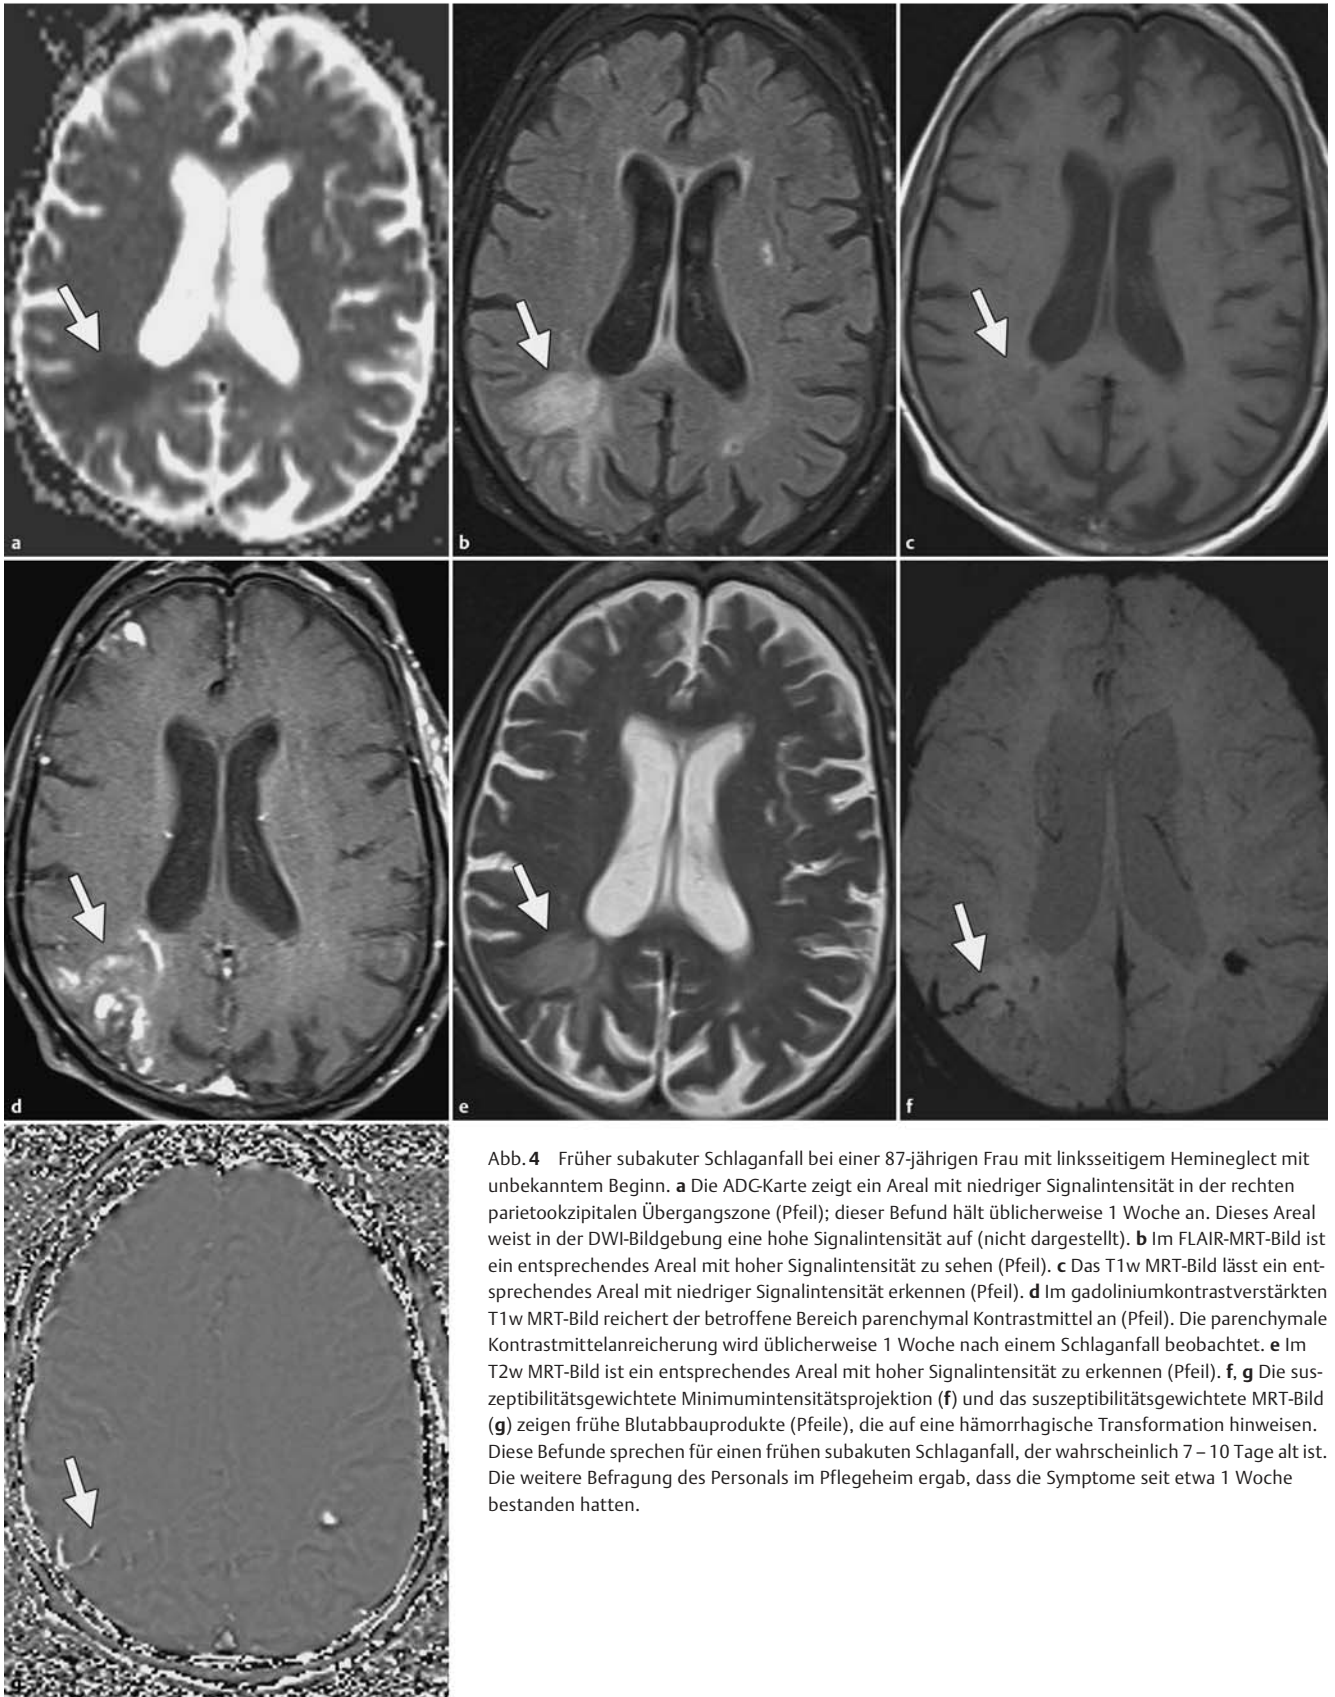 a
b
c
d
e
f
g
Abb. 4 Früher subakuter Schlaganfall bei einer 87-jährigen Frau mit linksseitigem Hemineglect mit
unbekanntem Beginn. a Die ADC-Karte zeigt ein Areal mit niedriger Signalintensität in der rechten
parietookzipitalen Übergangszone (Pfeil); dieser Befund hält üblicherweise 1 Woche an. Dieses Areal
weist in der DWI-Bildgebung eine hohe Signalintensität auf (nicht dargestellt). b Im FLAIR-MRT-Bild ist
ein entsprechendes Areal mit hoher Signalintensität zu sehen (Pfeil). c Das T1w MRT-Bild lässt ein ent-
sprechendes Areal mit niedriger Signalintensität erkennen (Pfeil). d Im gadoliniumkontrastverstärkten
T1w MRT-Bild reichert der betroffene Bereich parenchymal Kontrastmittel an (Pfeil). Die parenchymale
Kontrastmittelanreicherung wird üblicherweise 1 Woche nach einem Schlaganfall beobachtet. e Im
T2w MRT-Bild ist ein entsprechendes Areal mit hoher Signalintensität zu erkennen (Pfeil). f, g Die sus-
zeptibilitätsgewichtete Minimumintensitätsprojektion (f) und das suszeptibilitätsgewichtete MRT-Bild
(g) zeigen frühe Blutabbauprodukte (Pfeile), die auf eine hämorrhagische Transformation hinweisen.
Diese Befunde sprechen für einen frühen subakuten Schlaganfall, der wahrscheinlich 7 – 10 Tage alt ist.
Die weitere Befragung des Personals im Pflegeheim ergab, dass die Symptome seit etwa 1 Woche
bestanden hatten.